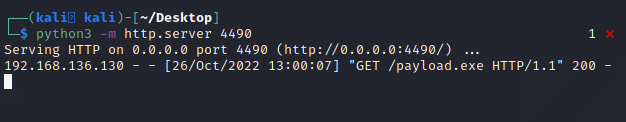 ┌──(kali㉿kali)-[~/Desktop]
└─$ python3 -m http.server 4490 1 ⨯
Serving HTTP on 0.0.0.0 port 4490 (http://0.0.0.0:4490/) ...
192.168.136.130 - - [26/Oct/2022 13:00:07] "GET /payload.exe HTTP/1.1" 200 -